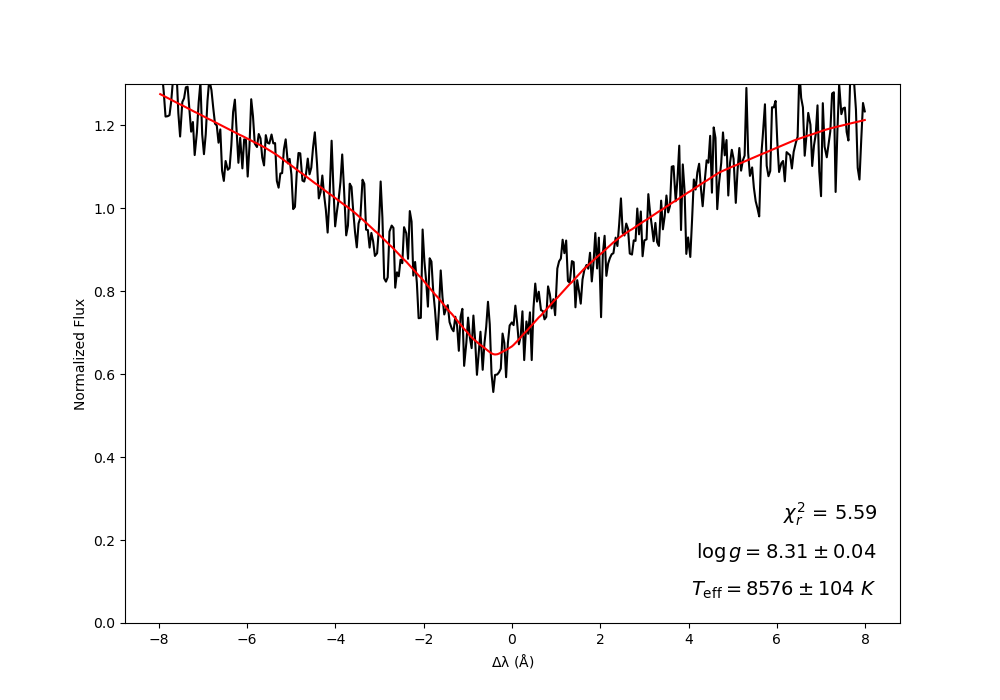 1.2
1.0
0.8
0.6
0.4
0.2
0.0
Normalized Flux
χ²ᵣ = 5.59
log g = 8.31 ± 0.04
T_eff = 8576 ± 104 K
−8 −6 −4 −2 0 2 4 6 8
Δλ (Å)